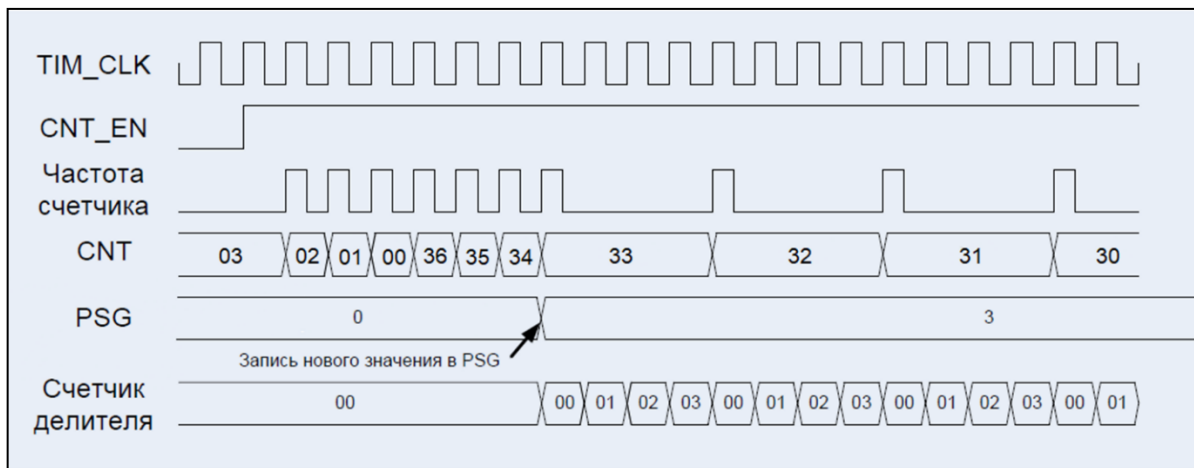 TIM_CLK
CNT_EN
Частота
счетчика
CNT 03 02 01 00 36 35 34 33 32 31 30
PSG 0 3
Запись нового значения в PSG
Счетчик
делителя
00 00 01 02 03 00 01 02 03 00 01 02 03 00 01